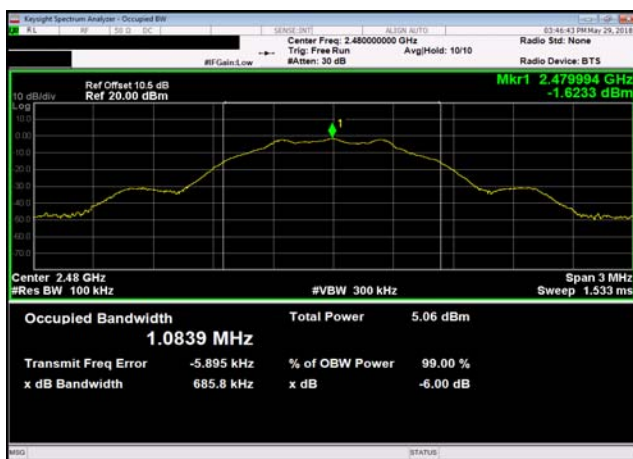 Keysight Spectrum Analyzer - Occupied BW
RL RF 50 Ω DC SENSE:INT ALIGN AUTO 03:46:43 PM May 29, 2018
Center Freq: 2.480000000 GHz Radio Std: None
Trig: Free Run Avg|Hold: 10/10
#IFGain:Low #Atten: 30 dB Radio Device: BTS
Mkr1 2.479994 GHz
Ref Offset 10.5 dB
10 dB/div Ref 20.00 dBm -1.6233 dBm
Log
10.0
1
0.00
10.0
20.0
30.0
40.0
50.0
60.0
70.0
Center 2.48 GHz Span 3 MHz
#Res BW 100 kHz #VBW 300 kHz Sweep 1.533 ms
Occupied Bandwidth Total Power 5.06 dBm
1.0839 MHz
Transmit Freq Error -5.895 kHz % of OBW Power 99.00 %
x dB Bandwidth 685.8 kHz x dB -6.00 dB
MSG STATUS